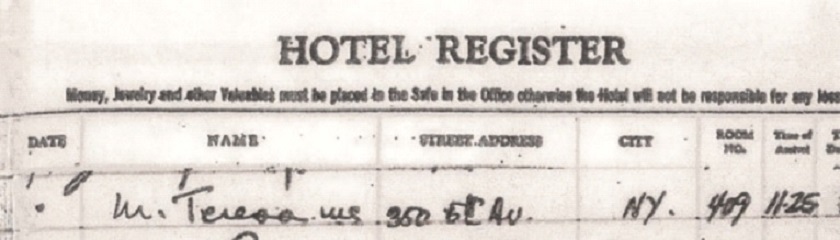 HOTEL REGISTER
Money, Jewelry and other Valuables must be placed in the Safe in the Office otherwise the Hotel will not be responsible for any loss
DATE NAME STREET ADDRESS CITY ROOM NO. Time of Arrival
M. Teresa ms 350 5th Av. NY. 409 11-25